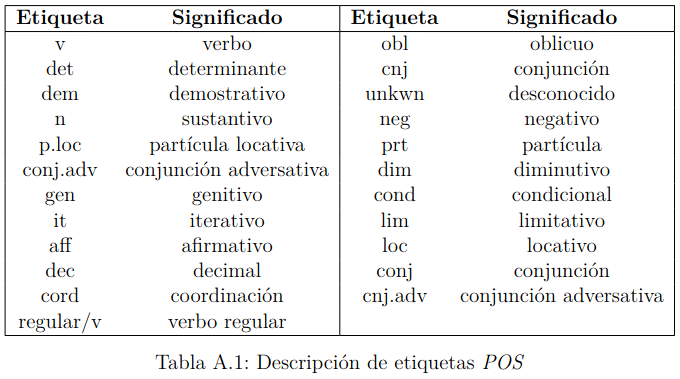 Etiqueta Significado Etiqueta Significado
v verbo obl oblicuo
det determinante cnj conjunción
dem demostrativo unkwn desconocido
n sustantivo neg negativo
p.loc partícula locativa prt partícula
conj.adv conjunción adversativa dim diminutivo
gen genitivo cond condicional
it iterativo lim limitativo
aff afirmativo loc locativo
dec decimal conj conjunción
cord coordinación cnj.adv conjunción adversativa
regular/v verbo regular
Tabla A.1: Descripción de etiquetas POS